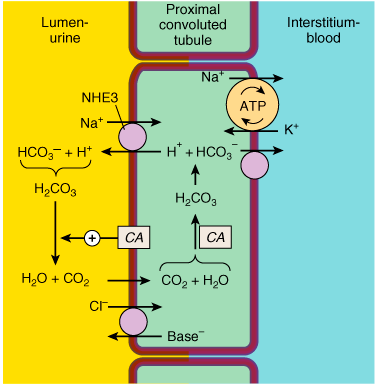 Lumen-
urine
Proximal
convoluted
tubule
Interstitium-
blood
Na⁺
ATP
K⁺
NHE3
Na⁺
HCO₃⁻ + H⁺
H⁺ + HCO₃⁻
H₂CO₃
H₂CO₃
+
CA
CA
H₂O + CO₂
CO₂ + H₂O
Cl⁻
Base⁻